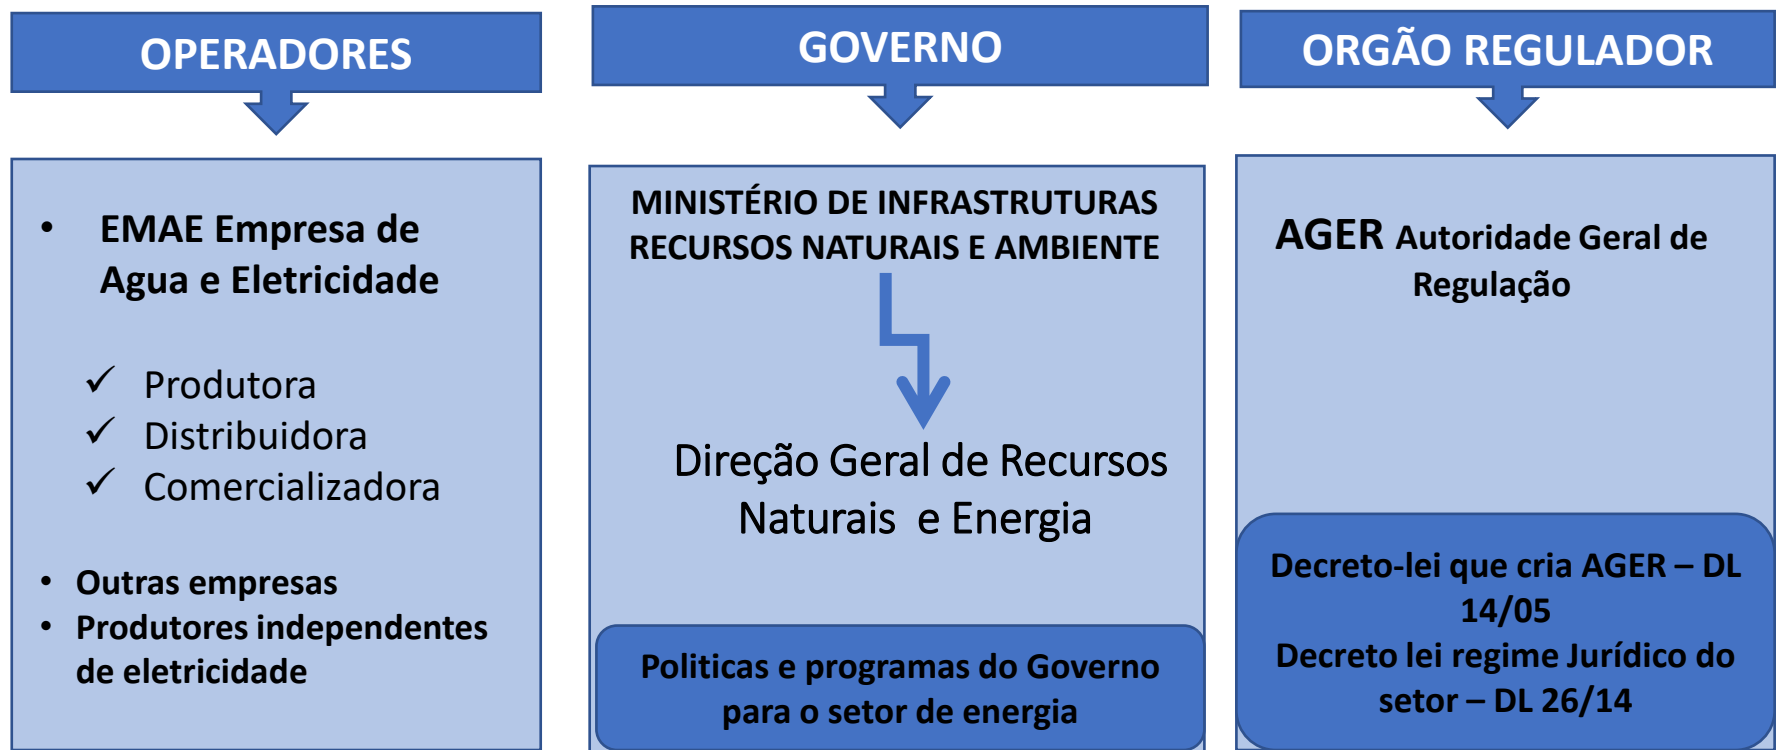 OPERADORES
• EMAE Empresa de
Agua e Eletricidade
✓ Produtora
✓ Distribuidora
✓ Comercializadora
• Outras empresas
• Produtores independentes
de eletricidade
GOVERNO
MINISTÉRIO DE INFRASTRUTURAS
RECURSOS NATURAIS E AMBIENTE
Direção Geral de Recursos
Naturais e Energia
Politicas e programas do Governo
para o setor de energia
ORGÃO REGULADOR
AGER Autoridade Geral de
Regulação
Decreto-lei que cria AGER – DL
14/05
Decreto lei regime Jurídico do
setor – DL 26/14